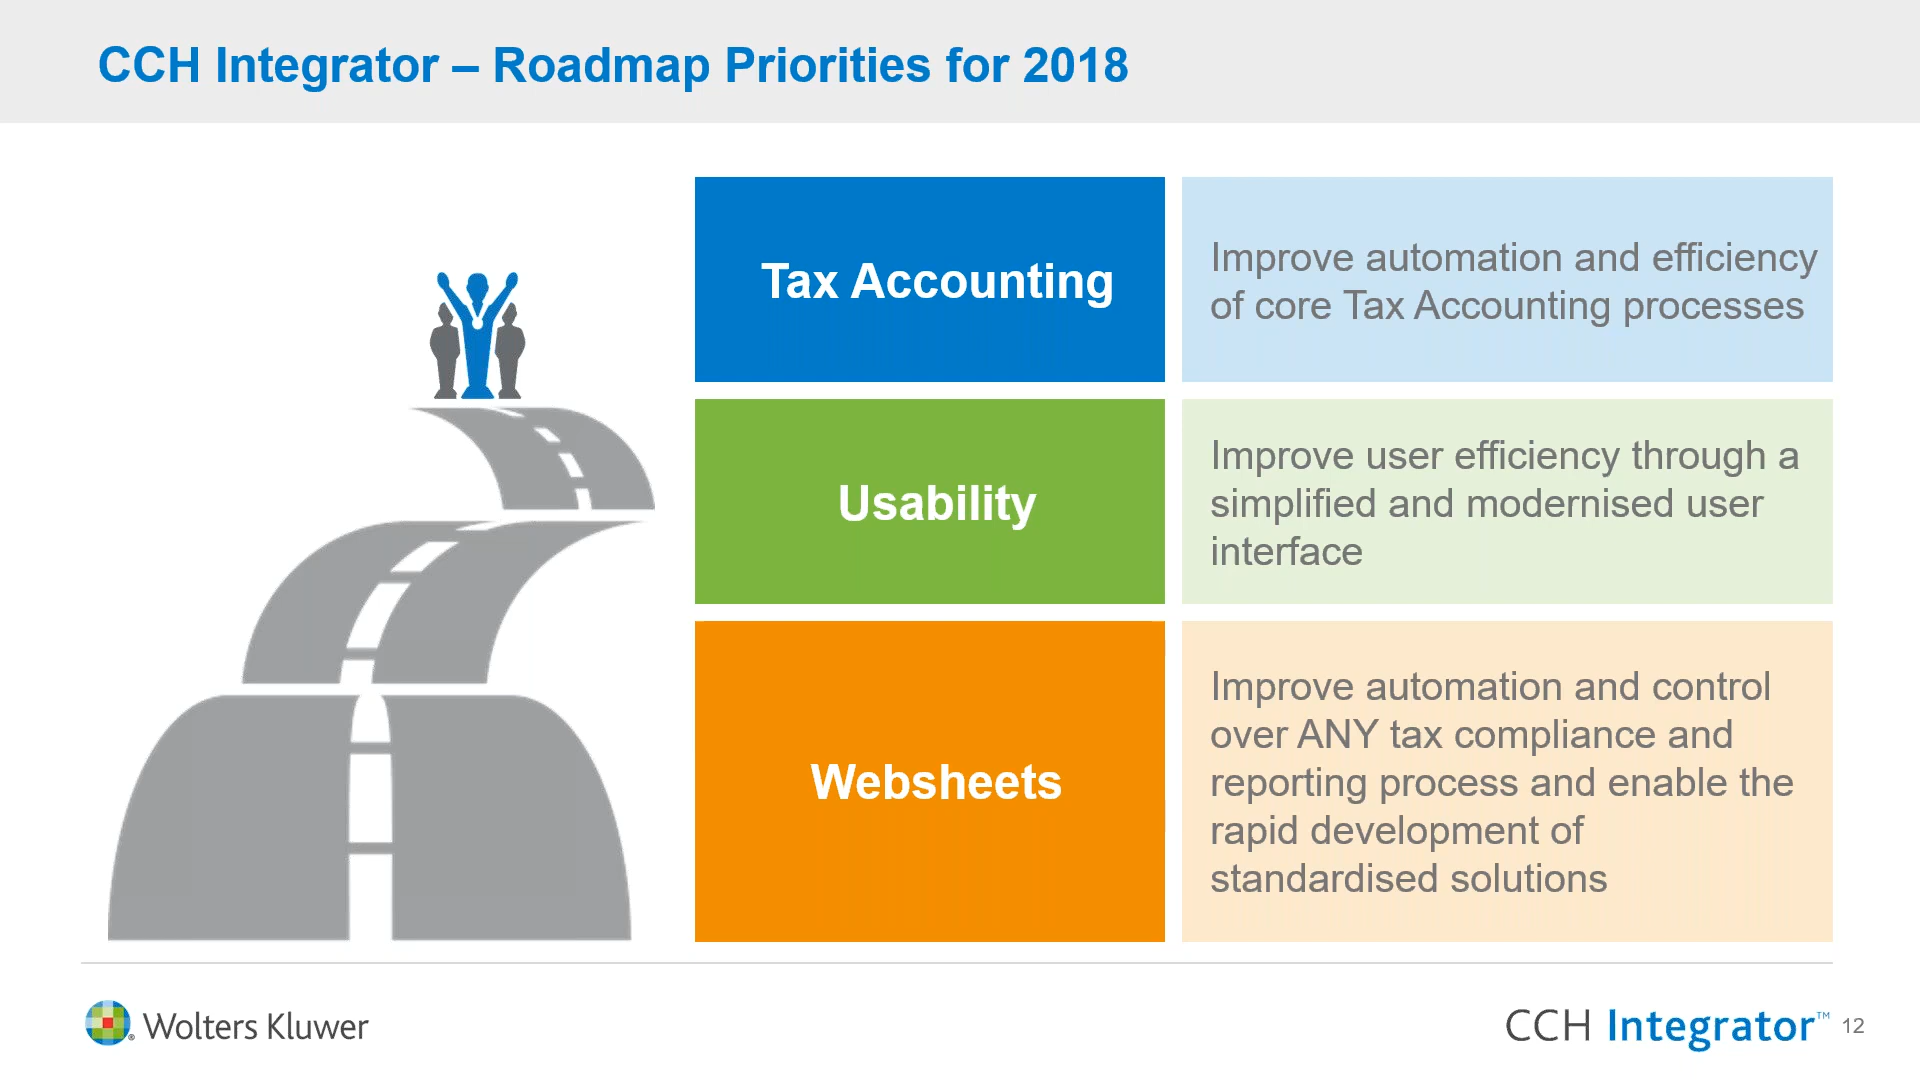 CCH Integrator – Roadmap Priorities for 2018
Tax Accounting
Improve automation and efficiency
of core Tax Accounting processes
Usability
Improve user efficiency through a
simplified and modernised user
interface
Websheets
Improve automation and control
over ANY tax compliance and
reporting process and enable the
rapid development of
standardised solutions
Wolters Kluwer
CCH Integrator™ 12